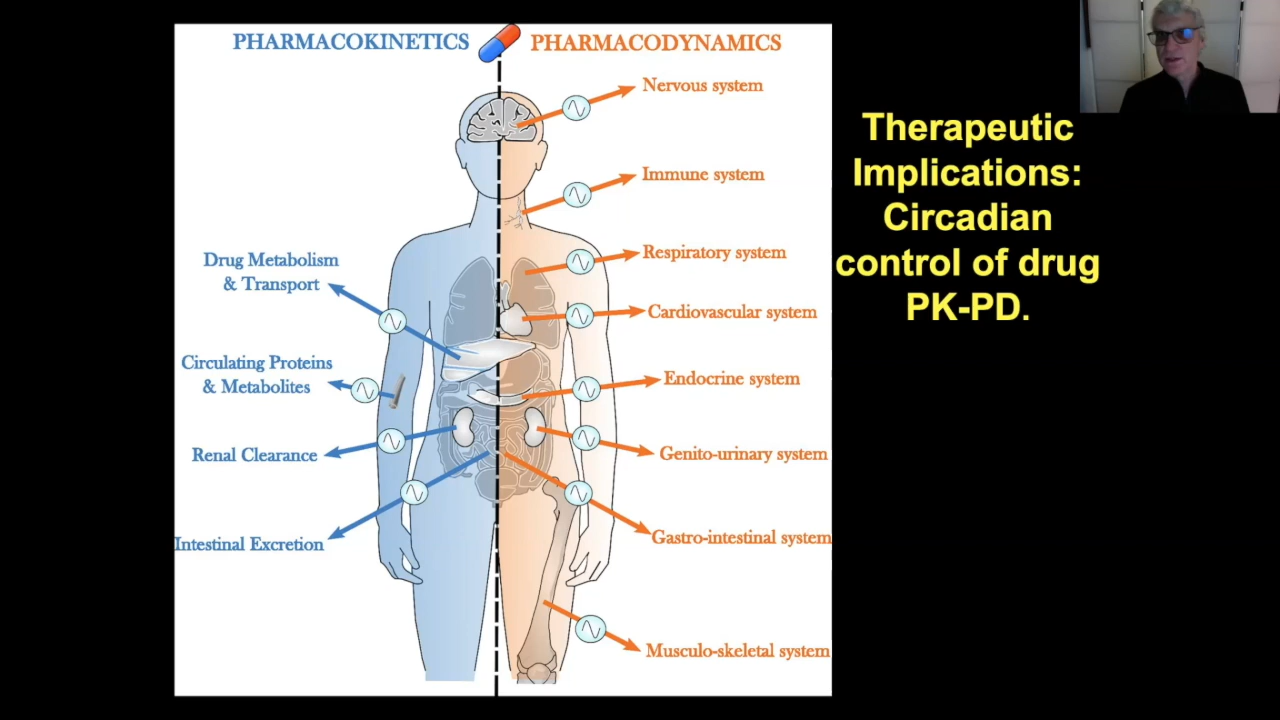 PHARMACOKINETICS
PHARMACODYNAMICS
Nervous system
Immune system
Respiratory system
Cardiovascular system
Endocrine system
Genito-urinary system
Gastro-intestinal system
Musculo-skeletal system
Drug Metabolism
& Transport
Circulating Proteins
& Metabolites
Renal Clearance
Intestinal Excretion
Therapeutic
Implications:
Circadian
control of drug
PK-PD.